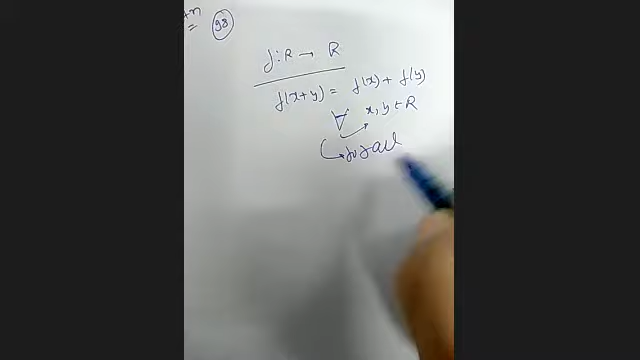 +n
93
f: R → R
f(x+y) = f(x) + f(y)
∀ x, y ∈ R
for all